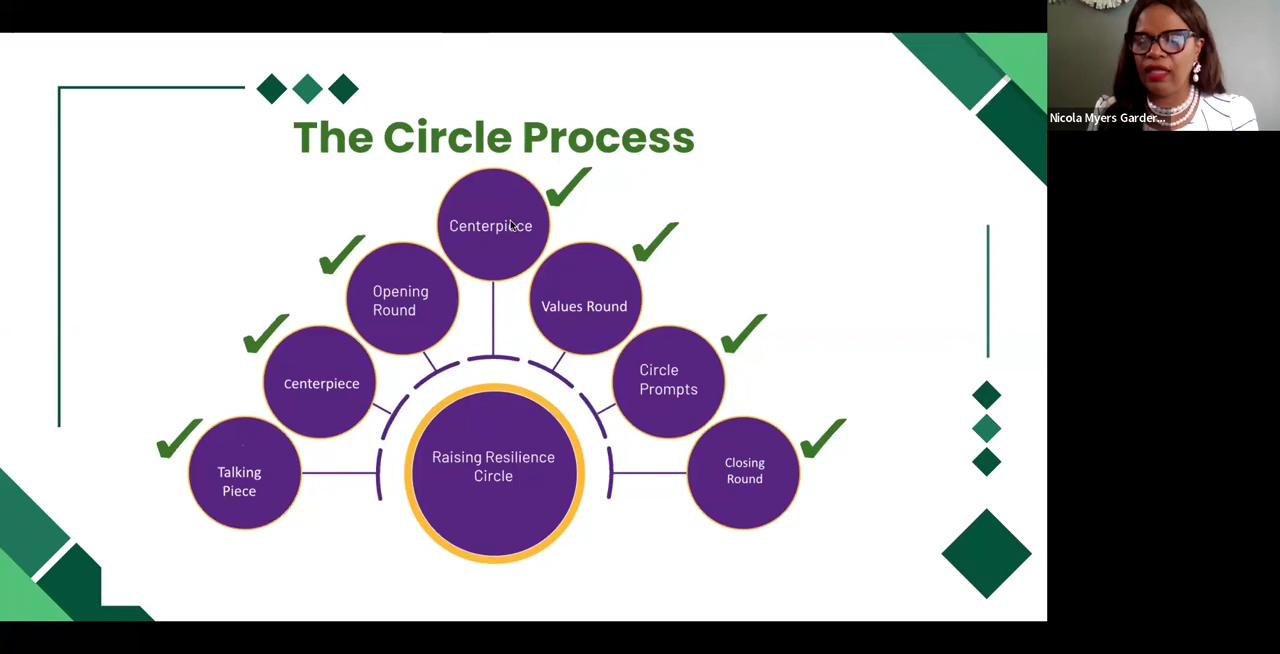 The Circle Process
Centerpiece
Opening
Round
Values Round
Centerpiece
Circle
Prompts
Talking
Piece
Raising Resilience
Circle
Closing
Round
Nicola Myers Garder...